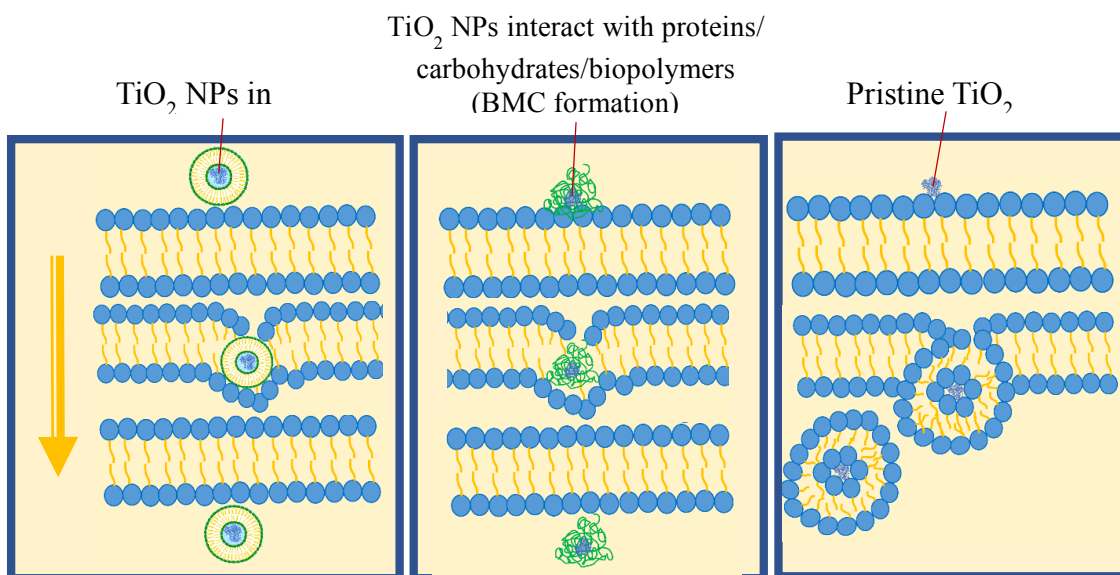 TiO₂ NPs in
TiO₂ NPs interact with proteins/
carbohydrates/biopolymers
(BMC formation)
Pristine TiO₂